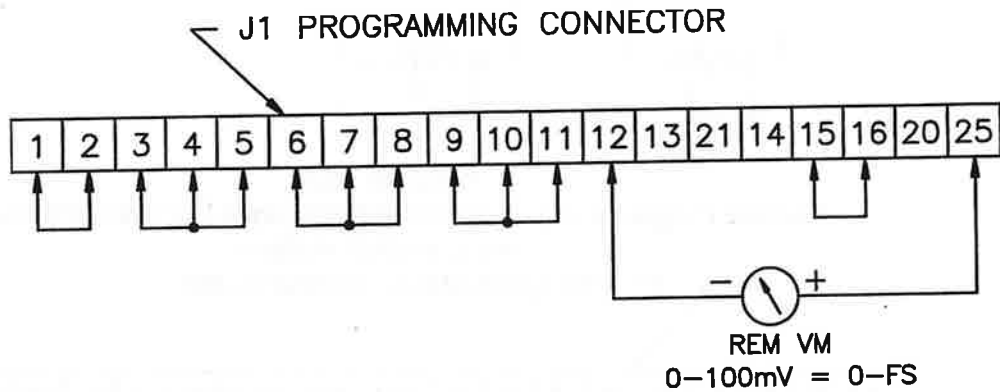 J1 PROGRAMMING CONNECTOR
1 2 3 4 5 6 7 8 9 10 11 12 13 21 14 15 16 20 25
− +
REM VM
0−100mV = 0−FS